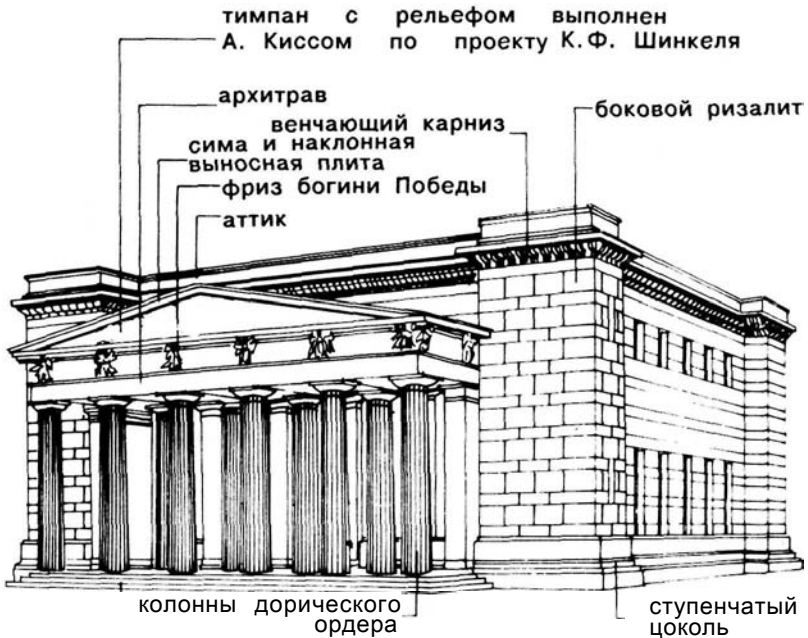 тимпан с рельефом выполнен
А. Киссом по проекту К.Ф. Шинкеля
архитрав
боковой ризалит
венчающий карниз
сима и наклонная
выносная плита
фриз богини Победы
аттик
колонны дорического
ордера
ступенчатый
цоколь